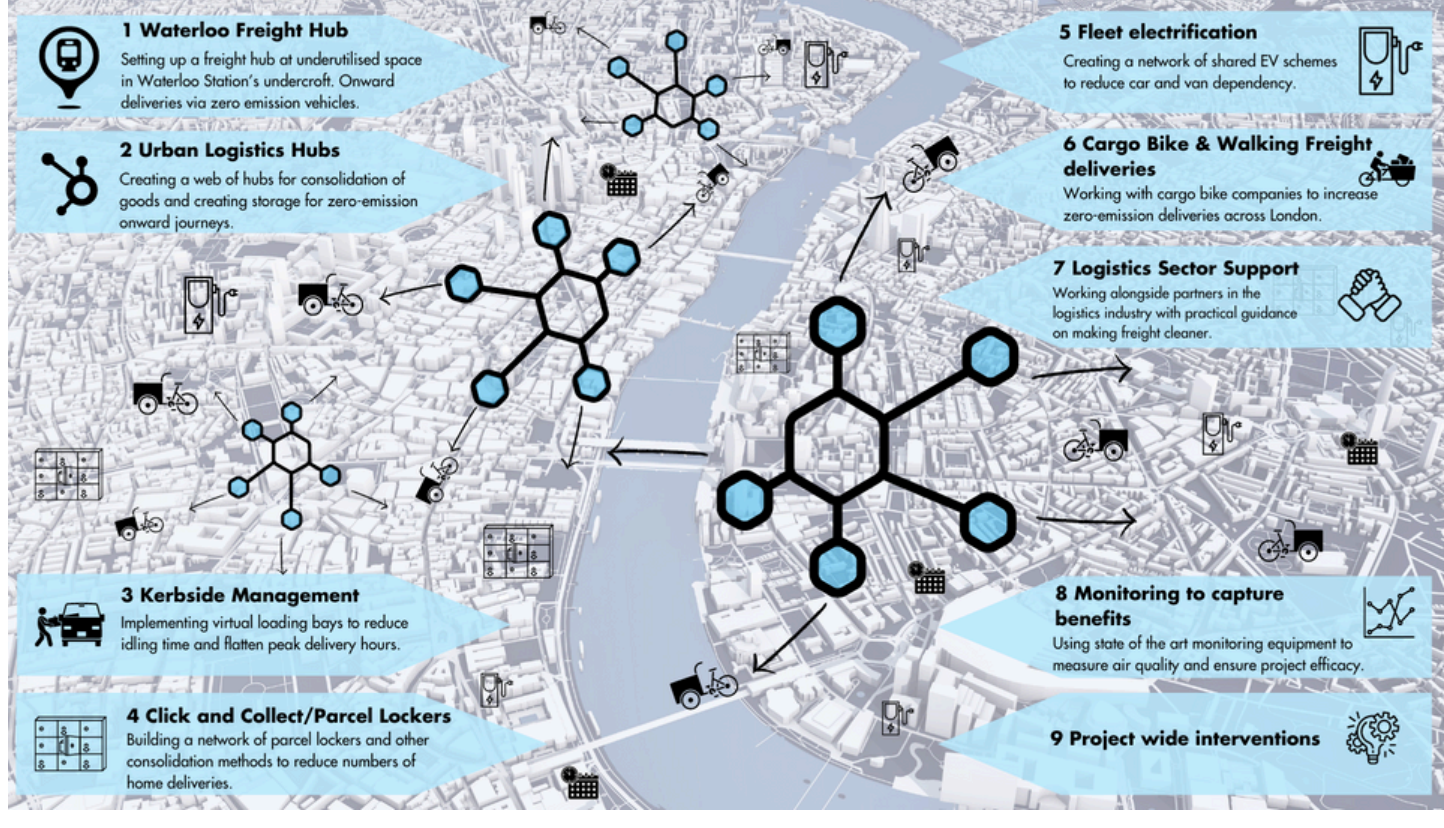 1 Waterloo Freight Hub
Setting up a freight hub at underutilised space
in Waterloo Station's undercroft. Onward
deliveries via zero emission vehicles.
2 Urban Logistics Hubs
Creating a web of hubs for consolidation of
goods and creating storage for zero-emission
onward journeys.
3 Kerbside Management
Implementing virtual loading bays to reduce
idling time and flatten peak delivery hours.
4 Click and Collect/Parcel Lockers
Building a network of parcel lockers and other
consolidation methods to reduce numbers of
home deliveries.
5 Fleet electrification
Creating a network of shared EV schemes
to reduce car and van dependency.
6 Cargo Bike & Walking Freight
deliveries
Working with cargo bike companies to increase
zero-emission deliveries across London.
7 Logistics Sector Support
Working alongside partners in the
logistics industry with practical guidance
on making freight cleaner.
8 Monitoring to capture
benefits
Using state of the art monitoring equipment to
measure air quality and ensure project efficacy.
9 Project wide interventions